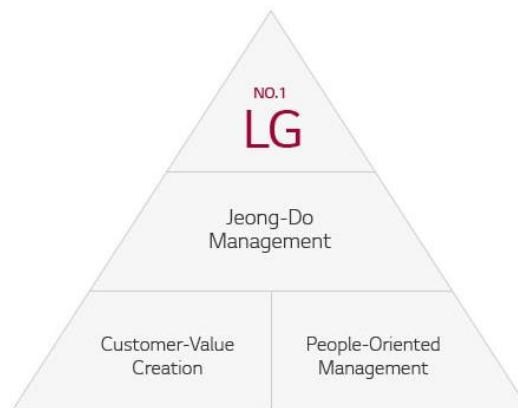 NO.1
LG
Jeong-Do
Management
Customer-Value
Creation
People-Oriented
Management